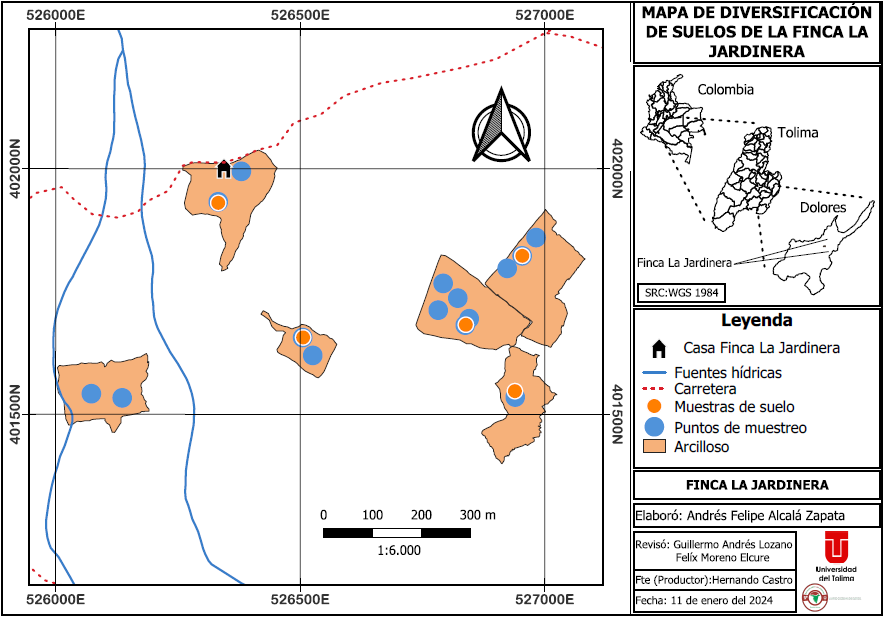 526000E
526500E
527000E
402000N
402000N
401500N
401500N
526000E
526500E
527000E
0 100 200 300 m
1:6.000
MAPA DE DIVERSIFICACIÓN
DE SUELOS DE LA FINCA LA
JARDINERA
Colombia
Tolima
Dolores
Finca La Jardinera
SRC:WGS 1984
Leyenda
Casa Finca La Jardinera
Fuentes hídricas
Carretera
Muestras de suelo
Puntos de muestreo
Arcilloso
FINCA LA JARDINERA
Elaboró: Andrés Felipe Alcalá Zapata
Revisó: Guillermo Andrés Lozano
Felíx Moreno Elcure
Fte (Productor):Hernando Castro
Fecha: 11 de enero del 2024
Universidad
del Tolima